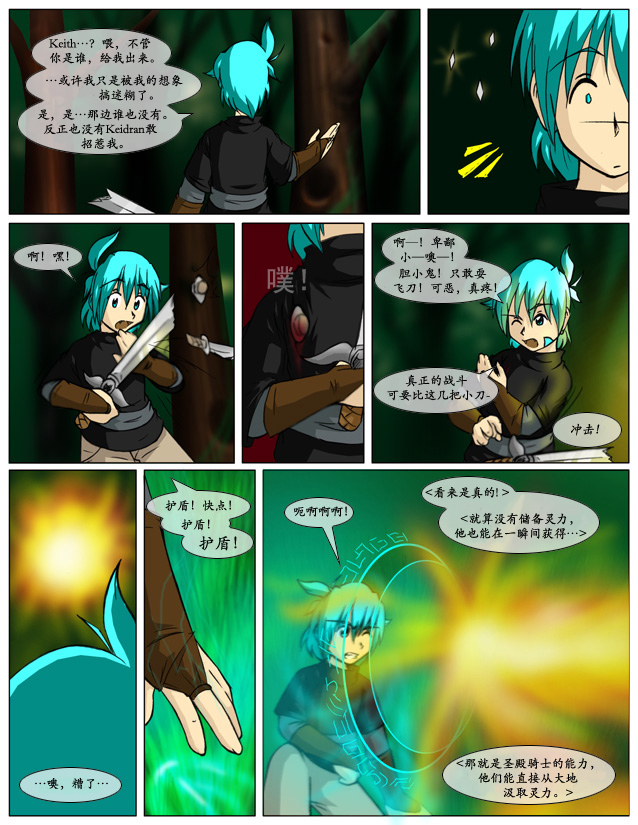 Keith…？喂，不管
你是谁，给我出来。
…或许我只是被我的想象
搞迷糊了。
是，是…那边谁也没有。
反正也没有Keidran敢
招惹我。
啊！嘿！
噗！
啊—！卑鄙
小—噢—！
胆小鬼！只敢耍
飞刀！可恶，真疼！
真正的战斗
可要比这几把小刀-
冲击！
…噢，糟了…
护盾！快点！
护盾！
护盾！
呃啊啊啊！
<看来是真的！>
<就算没有储备灵力，
他也能在一瞬间获得…>
<那就是圣殿骑士的能力，
他们能直接从大地
汲取灵力。>